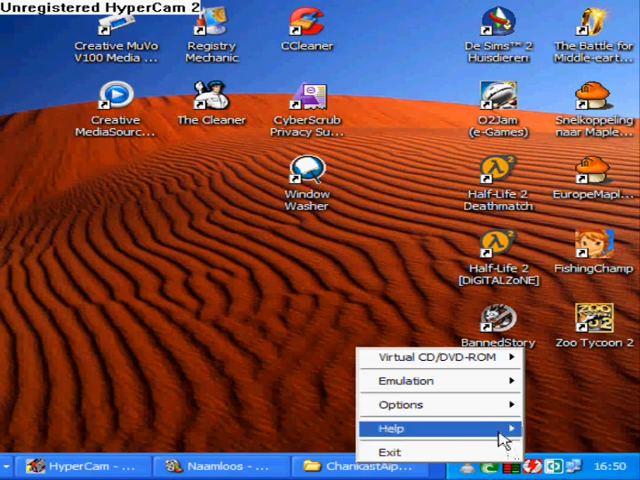 Unregistered HyperCam 2
Creative MuVo
V100 Media ...
Registry
Mechanic
CCleaner
De Sims™ 2
Huisdieren
The Battle for
Middle-eart...
Creative
MediaSourc...
The Cleaner
CyberScrub
Privacy Su...
O2Jam
(e-Games)
Snelkoppeling
naar Maple...
Window
Washer
Half-Life 2
Deathmatch
EuropeMapl...
Half-Life 2
[DiGiTALZoNE]
FishingChamp
BannedStory
Zoo Tycoon 2
Virtual CD/DVD-ROM
Emulation
Options
Help
Exit
HyperCam - ...
Naamloos - ...
ChankastAip...
16:50